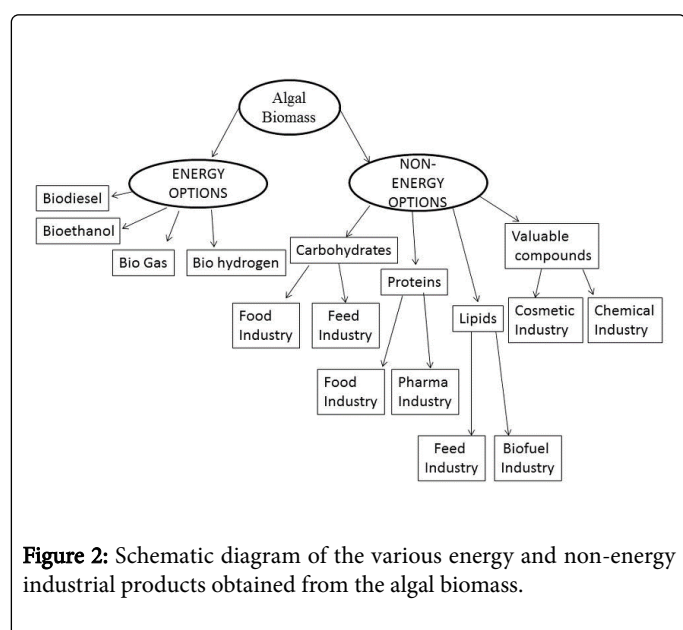 Algal
Biomass
ENERGY
OPTIONS
NON-
ENERGY
OPTIONS
Biodiesel
Bioethanol
Bio Gas
Bio hydrogen
Carbohydrates
Proteins
Lipids
Valuable
compounds
Food
Industry
Feed
Industry
Cosmetic
Industry
Chemical
Industry
Food
Industry
Pharma
Industry
Feed
Industry
Biofuel
Industry
Figure 2: Schematic diagram of the various energy and non-energy
industrial products obtained from the algal biomass.